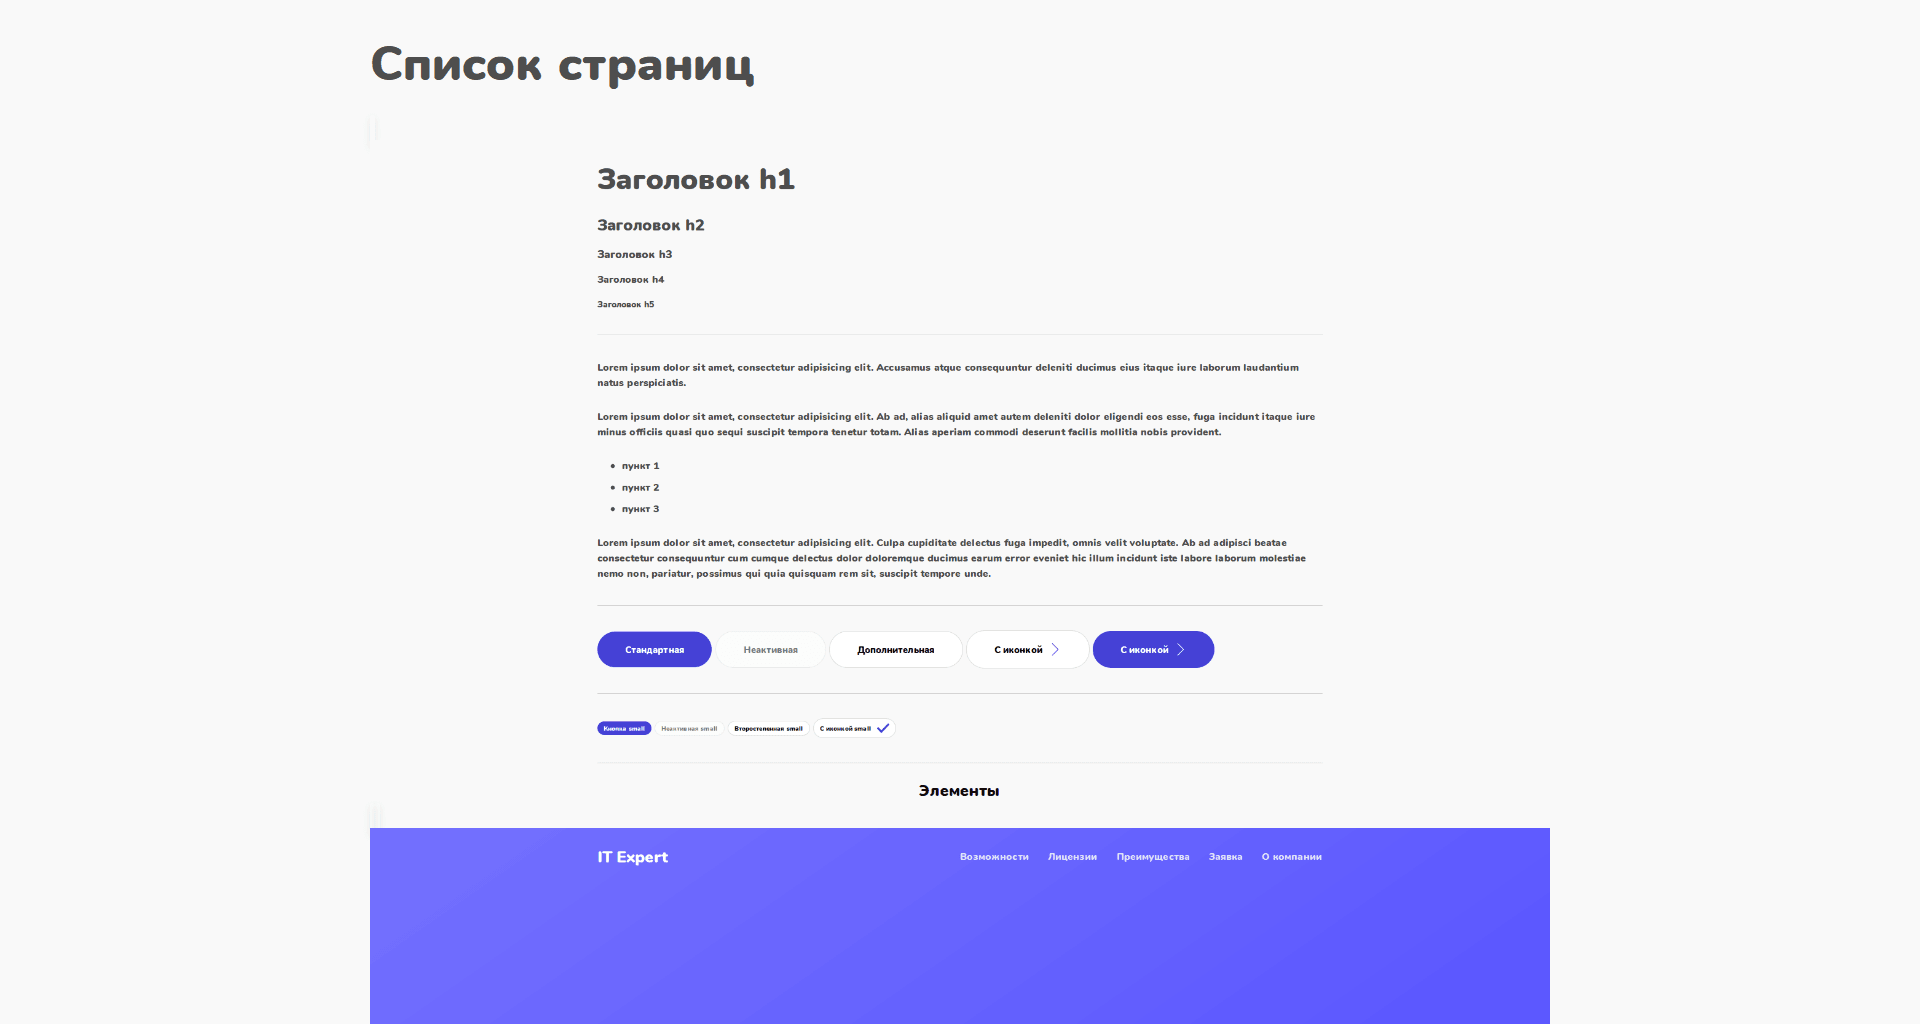 Список страниц
Заголовок h1
Заголовок h2
Заголовок h3
Заголовок h4
Заголовок h5
Lorem ipsum dolor sit amet, consectetur adipisicing elit. Accusamus atque consequuntur deleniti ducimus eius itaque iure laborum laudantium
natus perspiciatis.
Lorem ipsum dolor sit amet, consectetur adipisicing elit. Ab ad, alias aliquid amet autem deleniti dolor eligendi eos esse, fuga incidunt itaque iure
minus officiis quasi quo sequi suscipit tempora tenetur totam. Alias aperiam commodi deserunt facilis mollitia nobis provident.
• пункт 1
• пункт 2
• пункт 3
Lorem ipsum dolor sit amet, consectetur adipisicing elit. Culpa cupiditate delectus fuga impedit, omnis velit voluptate. Ab ad adipisci beatae
consectetur consequuntur cum cumque delectus dolor doloremque ducimus earum error eveniet hic illum incidunt iste labore laborum molestiae
nemo non, pariatur, possimus qui quia quisquam rem sit, suscipit tempore unde.
Стандартная Неактивная Дополнительная С иконкой С иконкой
Кнопка small Неактивная small Второстепенная small С иконкой small
Элементы
IT Expert Возможности Лицензии Преимущества Заявка О компании